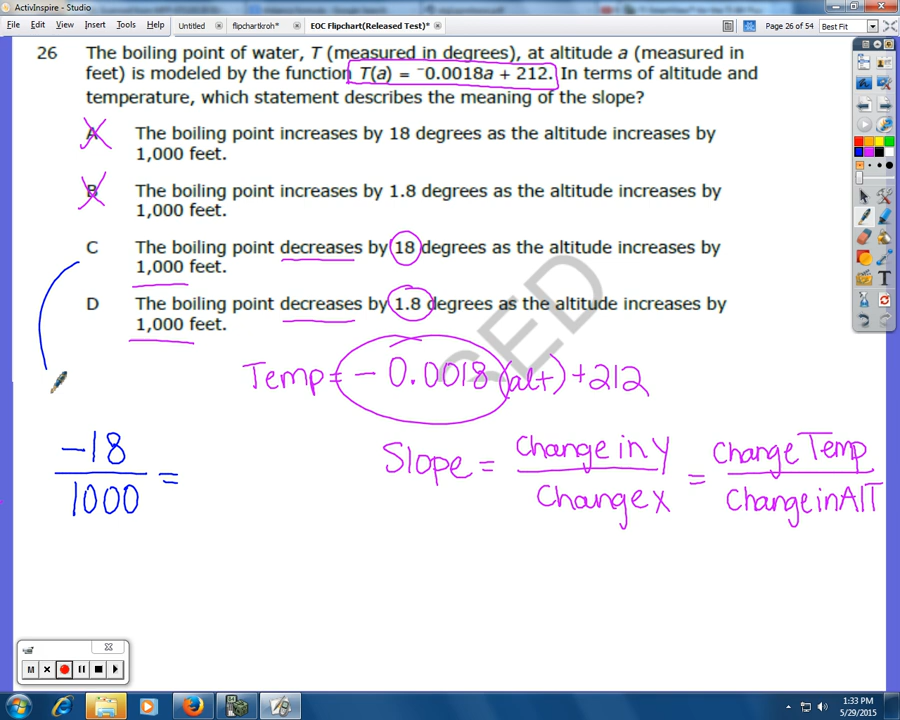 ActivInspire - Studio
File Edit View Insert Tools Help Untitled flipchartkroh* EOC Flipchart(Released Test)* Page 26 of 54 Best Fit
26 The boiling point of water, T (measured in degrees), at altitude a (measured in
feet) is modeled by the function T(a) = ⁻0.0018a + 212. In terms of altitude and
temperature, which statement describes the meaning of the slope?
A The boiling point increases by 18 degrees as the altitude increases by
1,000 feet.
B The boiling point increases by 1.8 degrees as the altitude increases by
1,000 feet.
C The boiling point decreases by 18 degrees as the altitude increases by
1,000 feet.
D The boiling point decreases by 1.8 degrees as the altitude increases by
1,000 feet.
SED
Temp = - 0.0018 (alt) + 212
-18
1000 =
Slope = Change in y
Change x
= Change Temp
Change in AlT
M
1:33 PM
5/29/2015